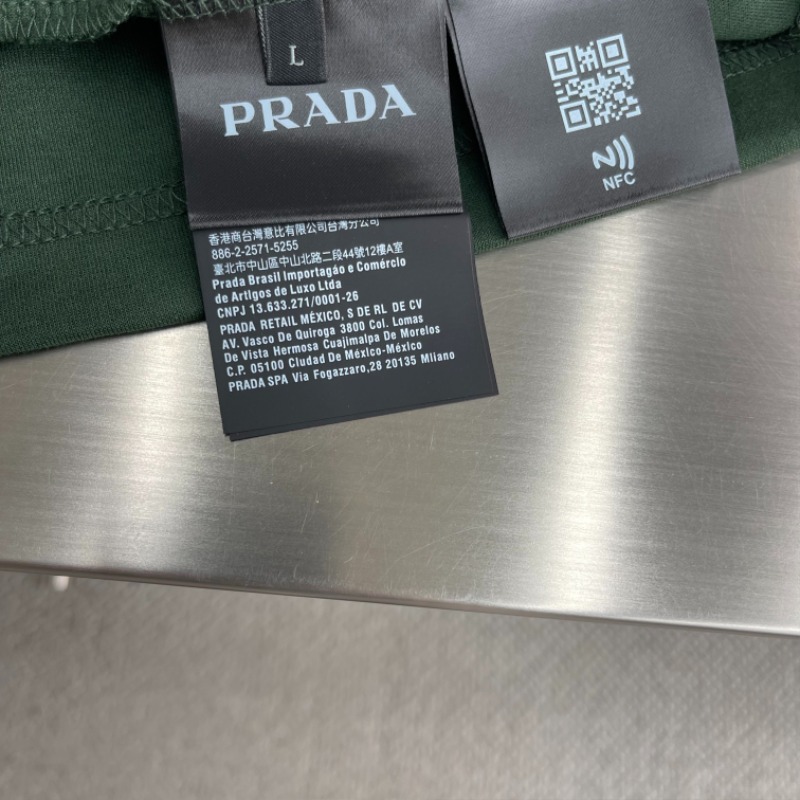 L
PRADA
NFC
香港商台灣意比有限公司台灣分公司
886-2-2571-5255
臺北市中山區中山北路二段44號12樓A室
Prada Brasil Importagão e Comércio
de Artigos de Luxo Ltda
CNPJ 13.633.271/0001-26
PRADA RETAIL MÉXICO, S DE RL DE CV
AV. Vasco De Quiroga 3800 Col. Lomas
De Vista Hermosa Cuajimalpa De Morelos
C.P. 05100 Ciudad De México-México
PRADA SPA Via Fogazzaro,28 20135 Milano